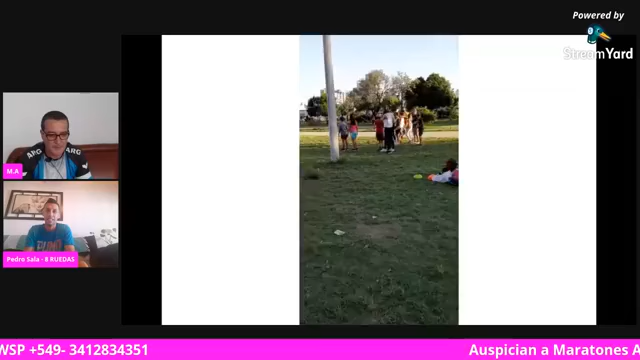 Powered by
StreamYard
M.A
Pedro Sala - 8 RUEDAS
WSP +549- 3412834351
Auspician a Maratones A